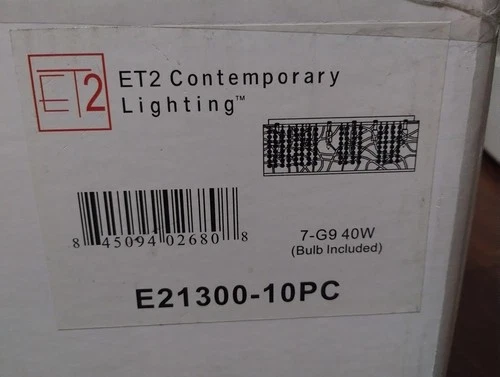 ET2
ET2 Contemporary
Lighting™
8 45094 02680 8
7-G9 40W
(Bulb Included)
E21300-10PC